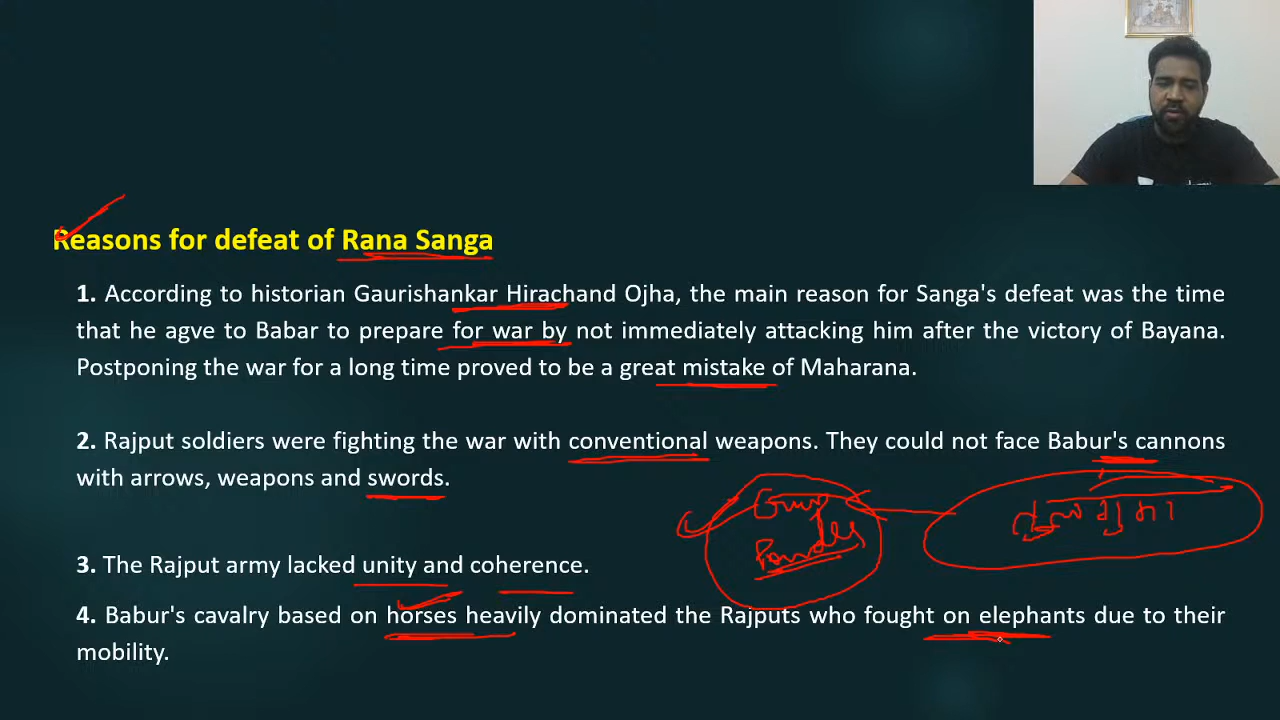 Reasons for defeat of Rana Sanga
1. According to historian Gaurishankar Hirachand Ojha, the main reason for Sanga's defeat was the time
that he agve to Babar to prepare for war by not immediately attacking him after the victory of Bayana.
Postponing the war for a long time proved to be a great mistake of Maharana.
2. Rajput soldiers were fighting the war with conventional weapons. They could not face Babur's cannons
with arrows, weapons and swords.
3. The Rajput army lacked unity and coherence.
4. Babur's cavalry based on horses heavily dominated the Rajputs who fought on elephants due to their
mobility.